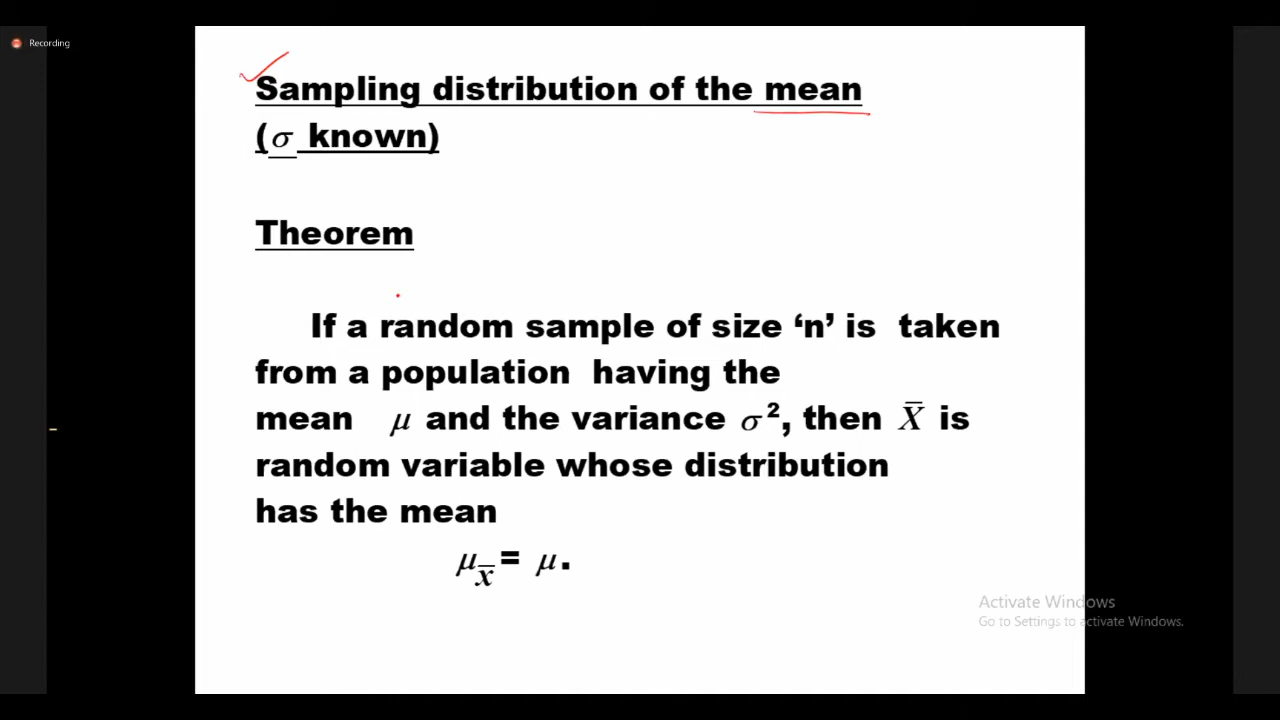 Recording
Sampling distribution of the mean
(σ known)
Theorem
If a random sample of size ‘n’ is taken
from a population having the
mean μ and the variance σ², then X̅ is
random variable whose distribution
has the mean
μ_x̅ = μ.
Activate Windows
Go to Settings to activate Windows.